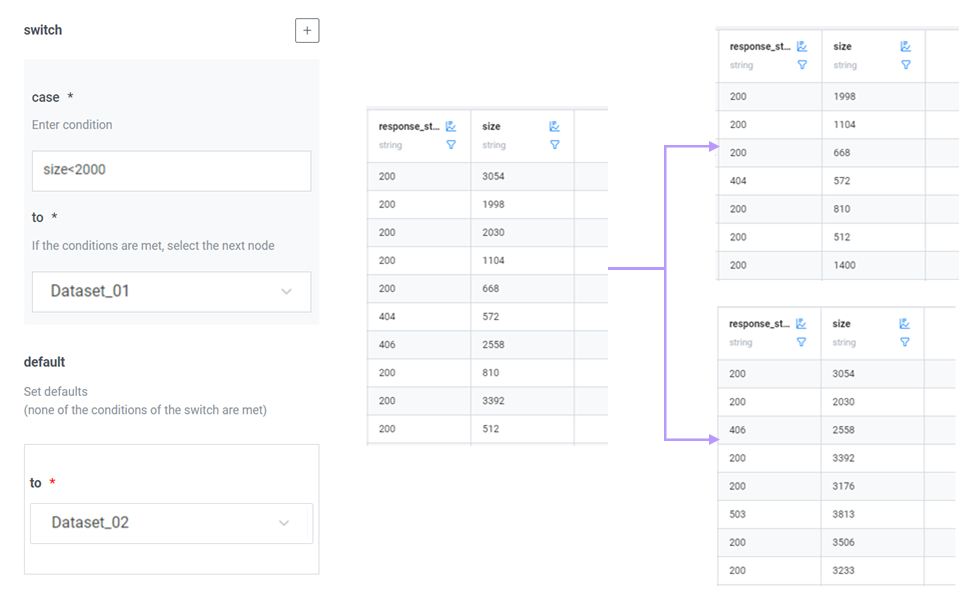 switch
+
case *
Enter condition
size<2000
to *
If the conditions are met, select the next node
Dataset_01
default
Set defaults
(none of the conditions of the switch are met)
to *
Dataset_02
response_st... size
string string
200 3054
200 1998
200 2030
200 1104
200 668
404 572
406 2558
200 810
200 3392
200 512
response_st... size
string string
200 1998
200 1104
200 668
404 572
200 810
200 512
200 1400
response_st... size
string string
200 3054
200 2030
406 2558
200 3392
200 3176
503 3813
200 3506
200 3233